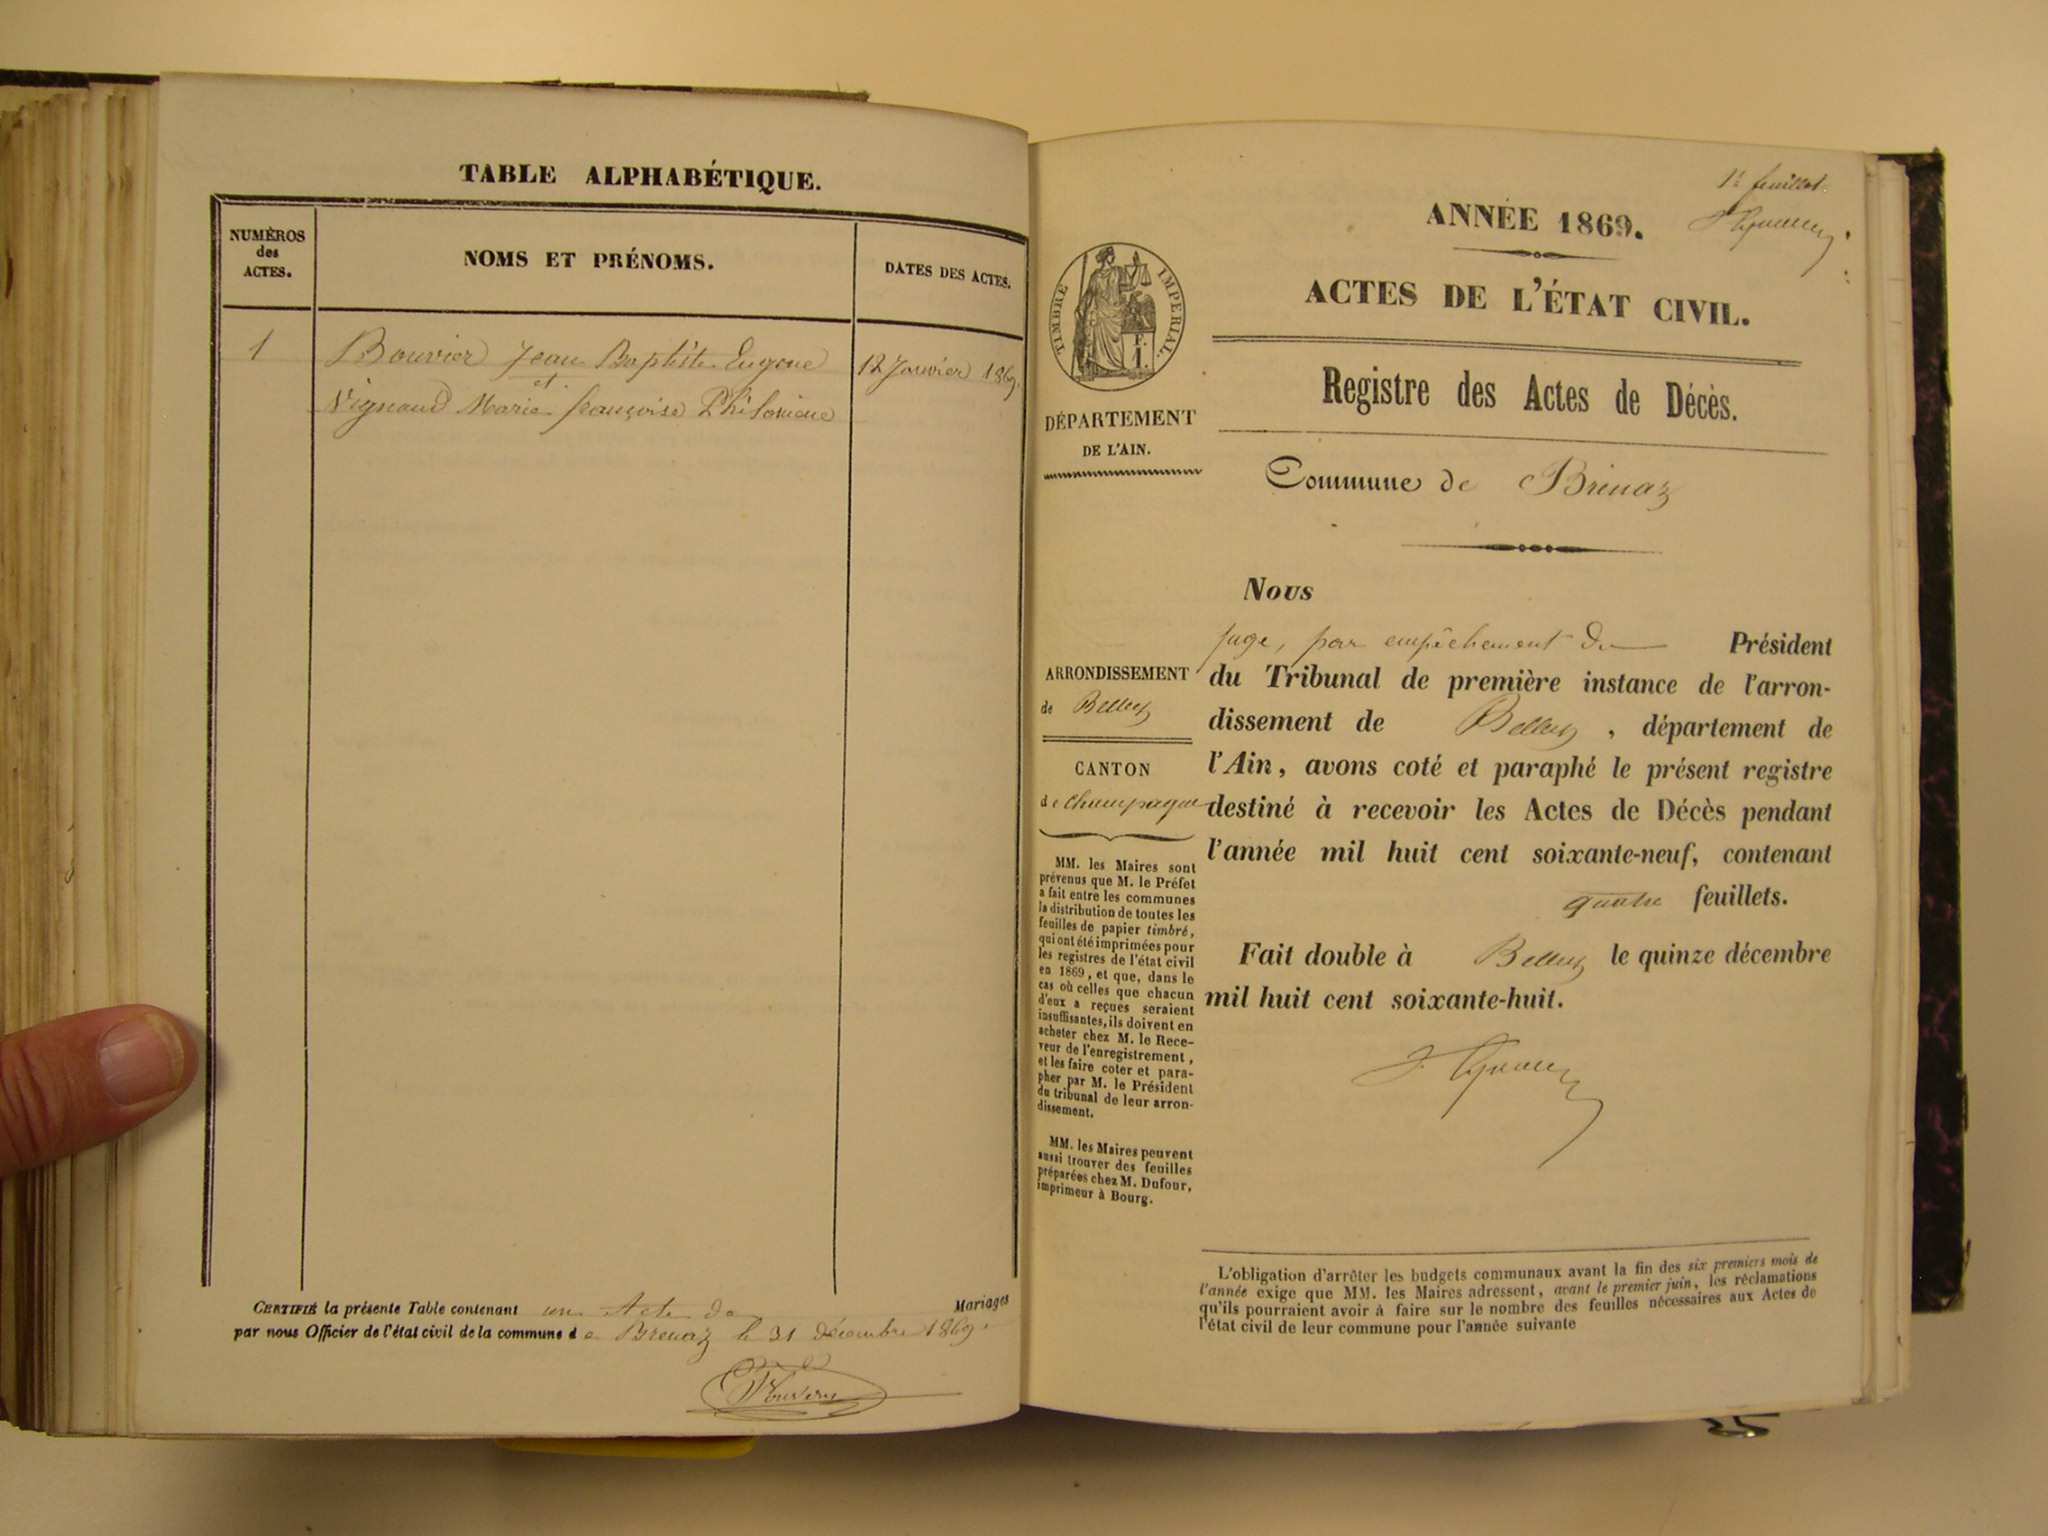 TABLE ALPHABÉTIQUE.
NUMÉROS
des
ACTES.
NOMS ET PRÉNOMS.
DATES DES ACTES.
1
Bouvier Jean Baptiste Eugene
12 Janvier 1869.
et
Vignand Marie françoise Philomene
CERTIFIÉ la présente Table contenant un Acte de Mariages
par nous Officier de l'état civil de la commune de Brenaz le 31 décembre 1869.
1er feuillet.
ANNÉE 1869.
ACTES DE L'ÉTAT CIVIL.
TIMBRE IMPERIAL.
F.
1.
Registre des Actes de Décès.
DÉPARTEMENT
DE L'AIN.
Commune de Brenaz
ARRONDISSEMENT
de Belley
CANTON
de Champagne
MM. les Maires sont
prévenus que M. le Préfet
a fait entre les communes
la distribution de toutes les
feuilles de papier timbré,
qui ont été imprimées pour
les registres de l'état civil
en 1869, et que, dans le
cas où celles que chacun
d'eux a reçues seraient
insuffisantes, ils doivent en
acheter chez M. le Rece-
veur de l'enregistrement,
et les faire coter et para-
pher par M. le Président
du tribunal de leur arron-
dissement.
MM. les Maires peuvent
aussi trouver des feuilles
préparées chez M. Dufour,
imprimeur à Bourg.
Nous
juge, par empêchement du Président
du Tribunal de première instance de l'arron-
dissement de Belley, département de
l'Ain, avons coté et paraphé le présent registre
destiné à recevoir les Actes de Décès pendant
l'année mil huit cent soixante-neuf, contenant
quatre feuillets.
Fait double à Belley le quinze décembre
mil huit cent soixante-huit.
L'obligation d'arrêter les budgets communaux avant la fin des six premiers mois de
l'année exige que MM. les Maires adressent, avant le premier juin, les réclamations
qu'ils pourraient avoir à faire sur le nombre des feuilles nécessaires aux Actes de
l'état civil de leur commune pour l'année suivante